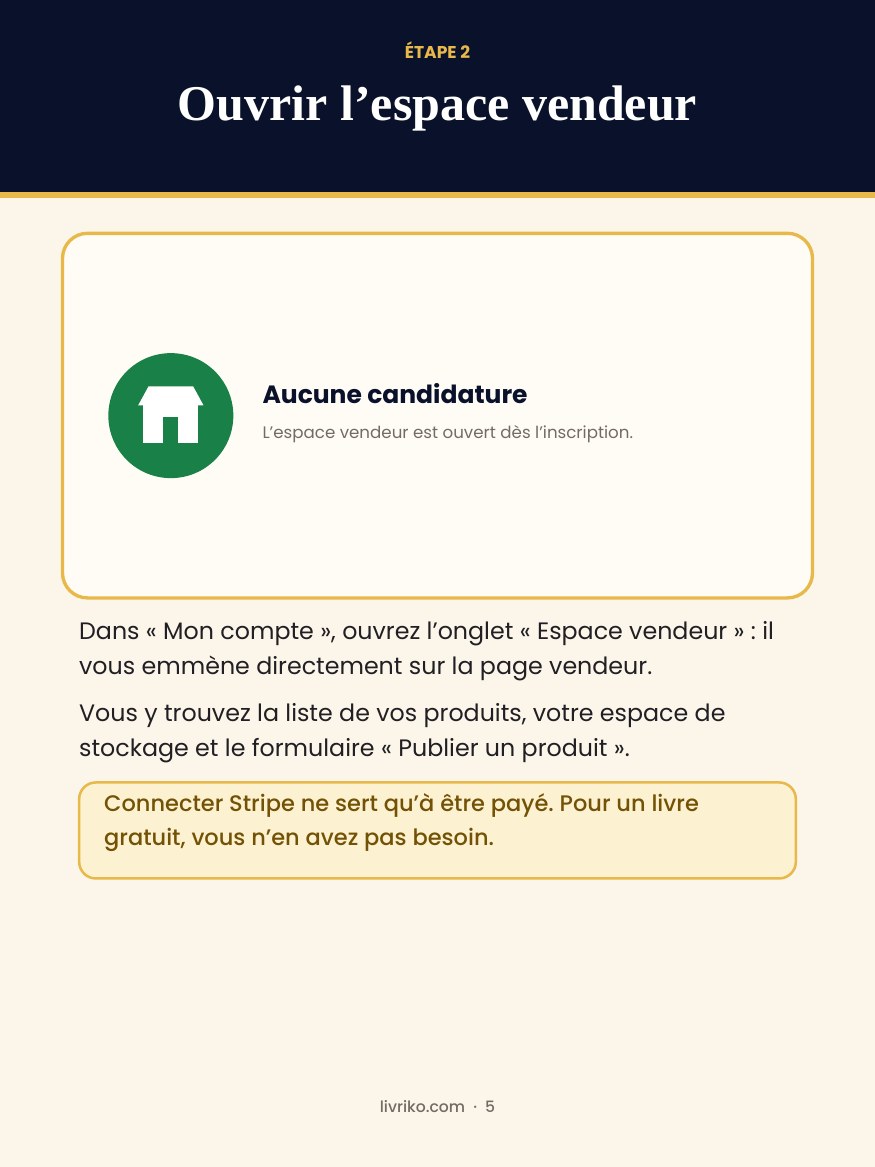 ÉTAPE 2
Ouvrir l’espace vendeur
Aucune candidature
L’espace vendeur est ouvert dès l’inscription.
Dans « Mon compte », ouvrez l’onglet « Espace vendeur » : il
vous emmène directement sur la page vendeur.
Vous y trouvez la liste de vos produits, votre espace de
stockage et le formulaire « Publier un produit ».
Connecter Stripe ne sert qu’à être payé. Pour un livre
gratuit, vous n’en avez pas besoin.
livriko.com · 5